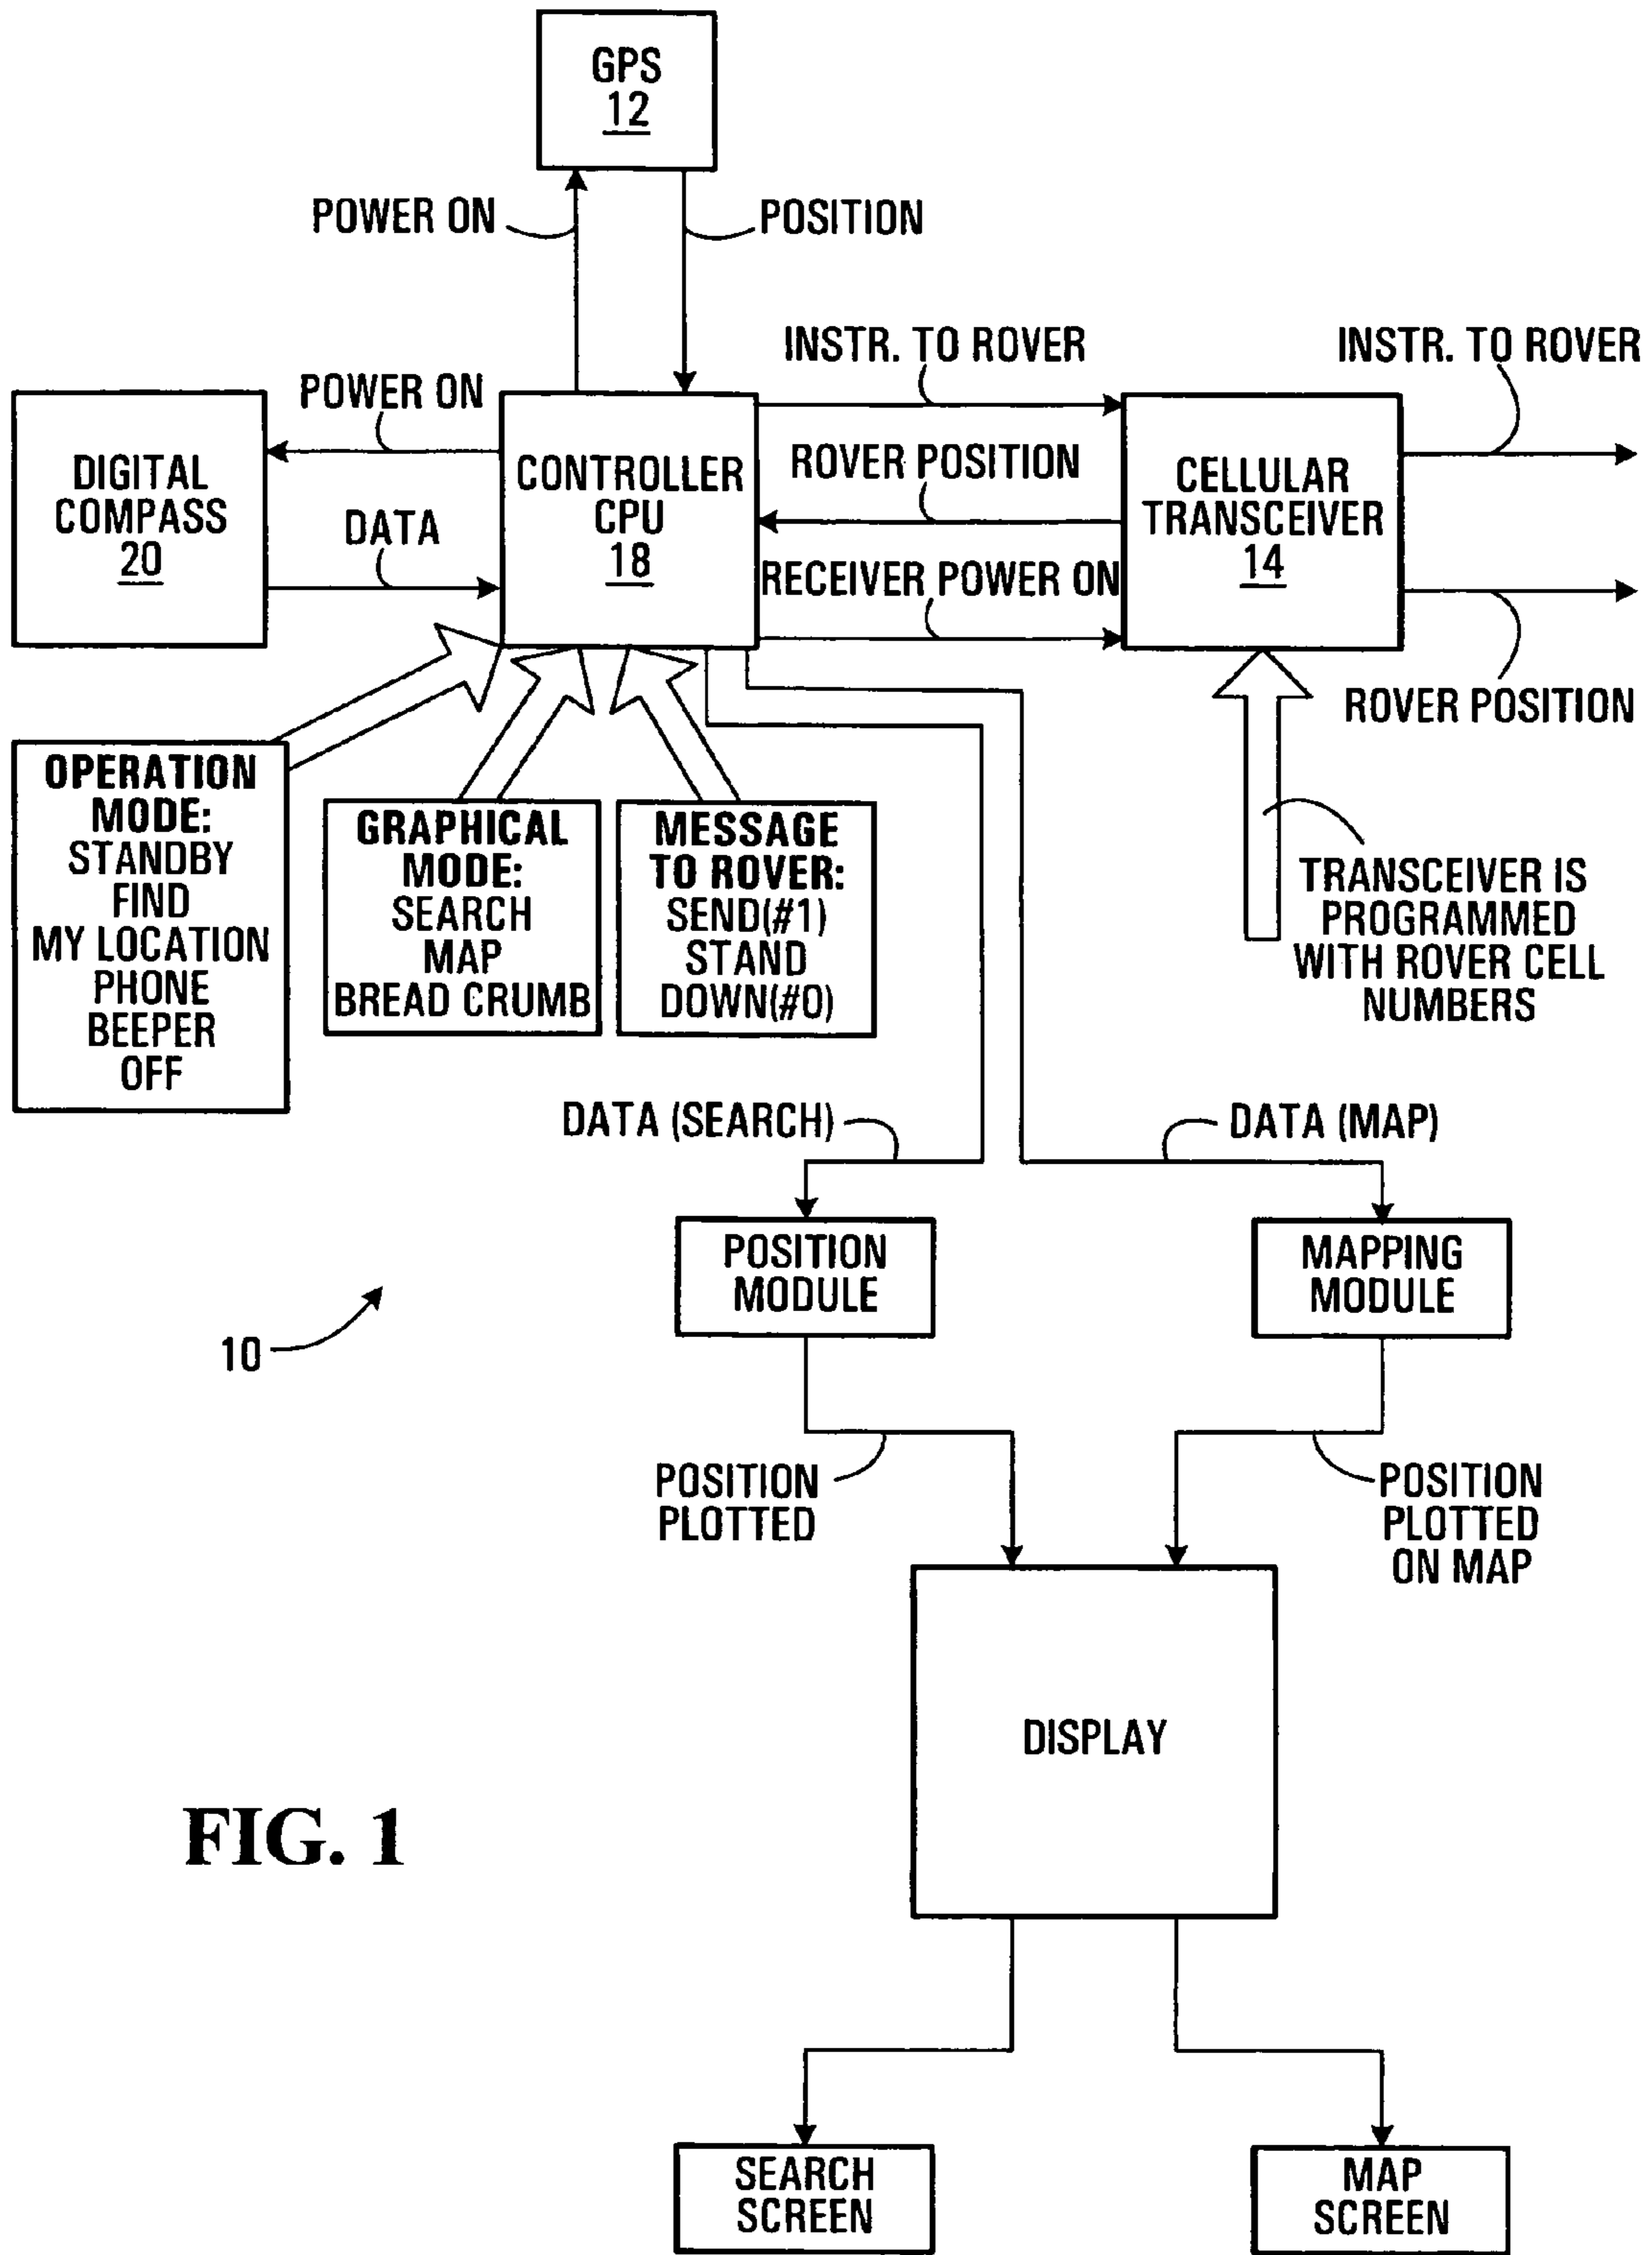 GPS
12
POWER ON
POSITION
INSTR. TO ROVER
INSTR. TO ROVER
POWER ON
DIGITAL
COMPASS
20
DATA
CONTROLLER
CPU
18
ROVER POSITION
RECEIVER POWER ON
CELLULAR
TRANSCEIVER
14
ROVER POSITION
OPERATION
MODE:
STANDBY
FIND
MY LOCATION
PHONE
BEEPER
OFF
GRAPHICAL
MODE:
SEARCH
MAP
BREAD CRUMB
MESSAGE
TO ROVER:
SEND(#1)
STAND
DOWN(#0)
TRANSCEIVER IS
PROGRAMMED
WITH ROVER CELL
NUMBERS
DATA (SEARCH)
DATA (MAP)
POSITION
MODULE
MAPPING
MODULE
10
POSITION
PLOTTED
POSITION
PLOTTED
ON MAP
DISPLAY
FIG. 1
SEARCH
SCREEN
MAP
SCREEN